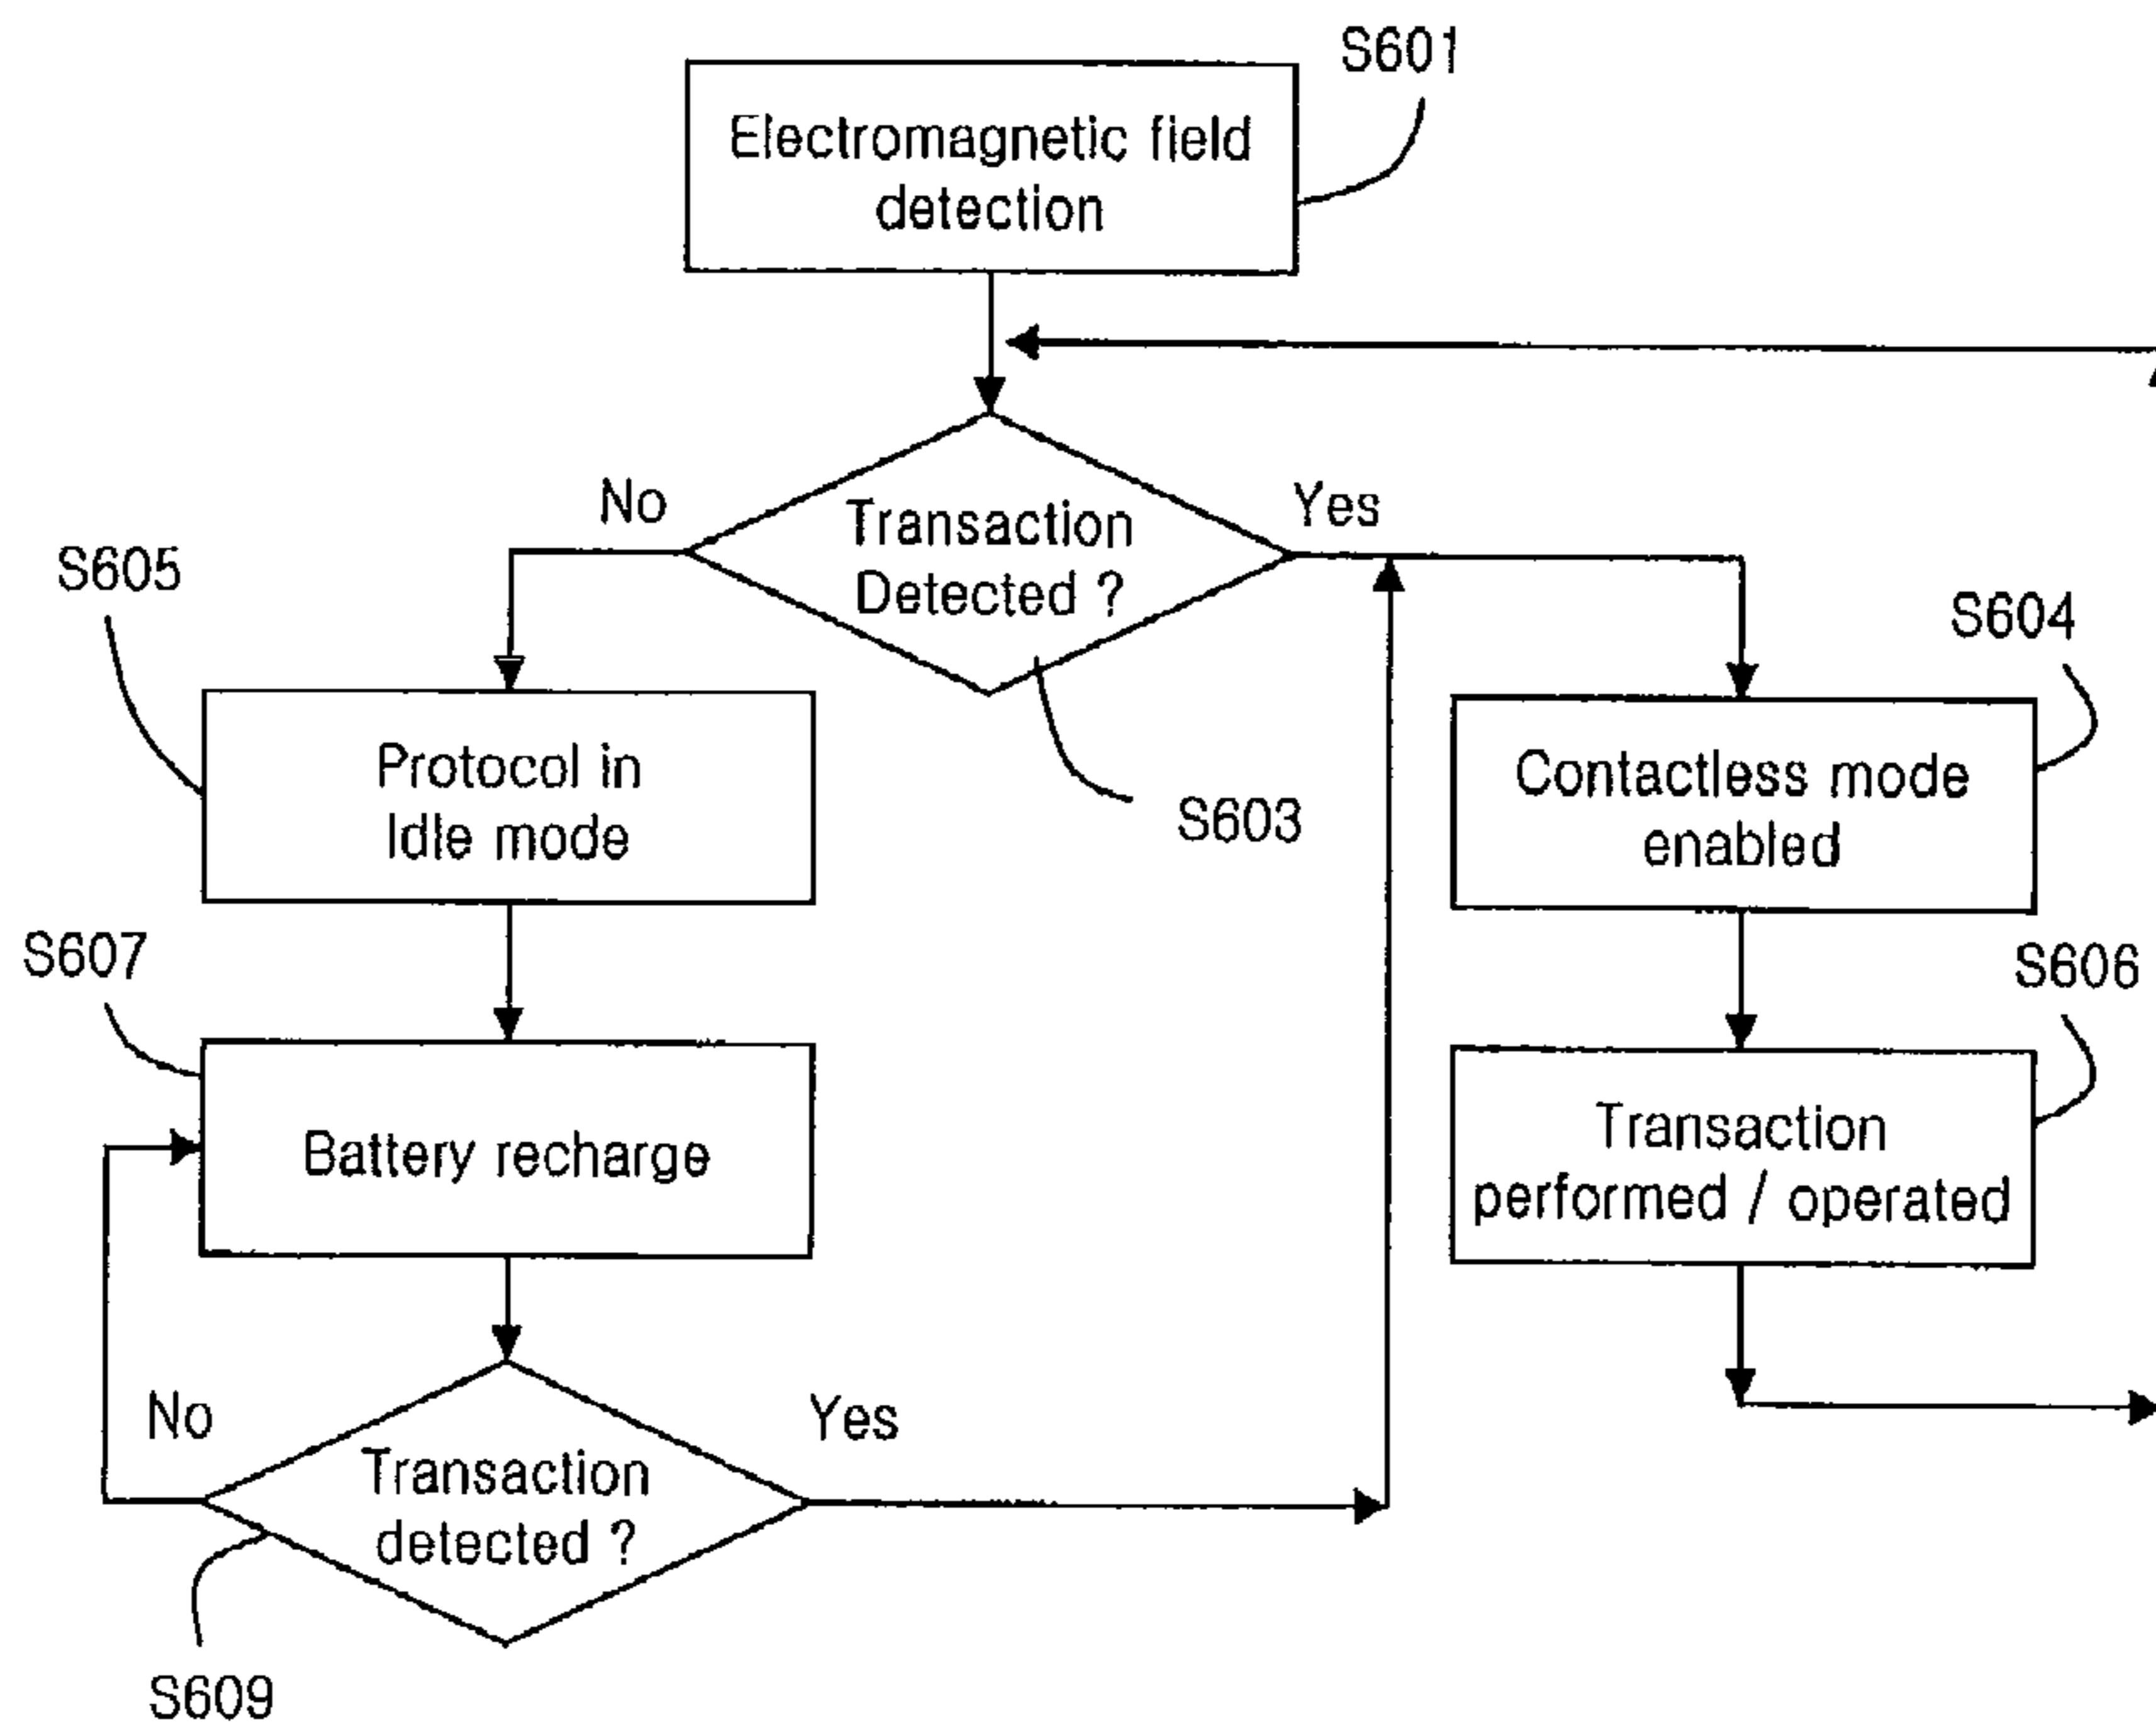 S601
Electromagnetic field
detection
No
Transaction
Detected ?
Yes
S605
S604
Protocol in
Idle mode
S603
Contactless mode
enabled
S607
S606
Battery recharge
Transaction
performed / operated
No
Transaction
detected ?
Yes
S609